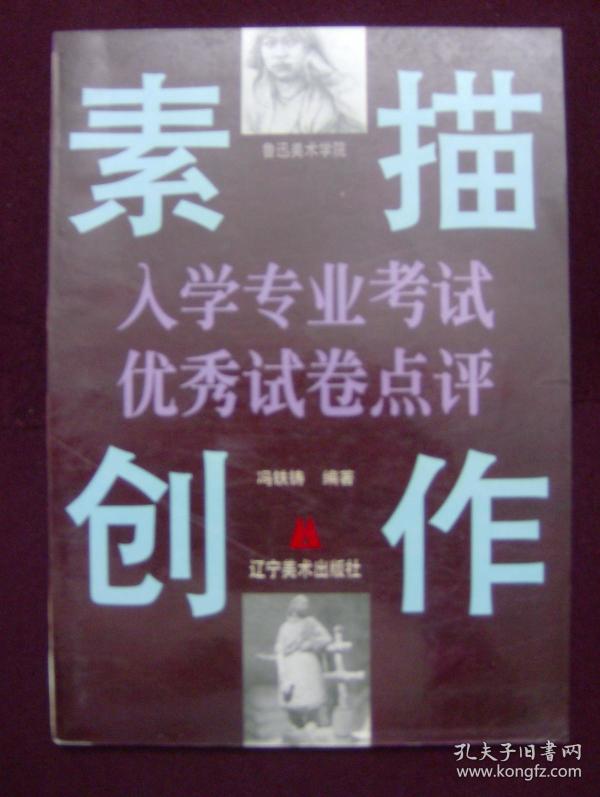 素描
鲁迅美术学院
入学专业考试
优秀试卷点评
创作
冯铁铸 编著
辽宁美术出版社
孔夫子旧书网
www.kongfz.com